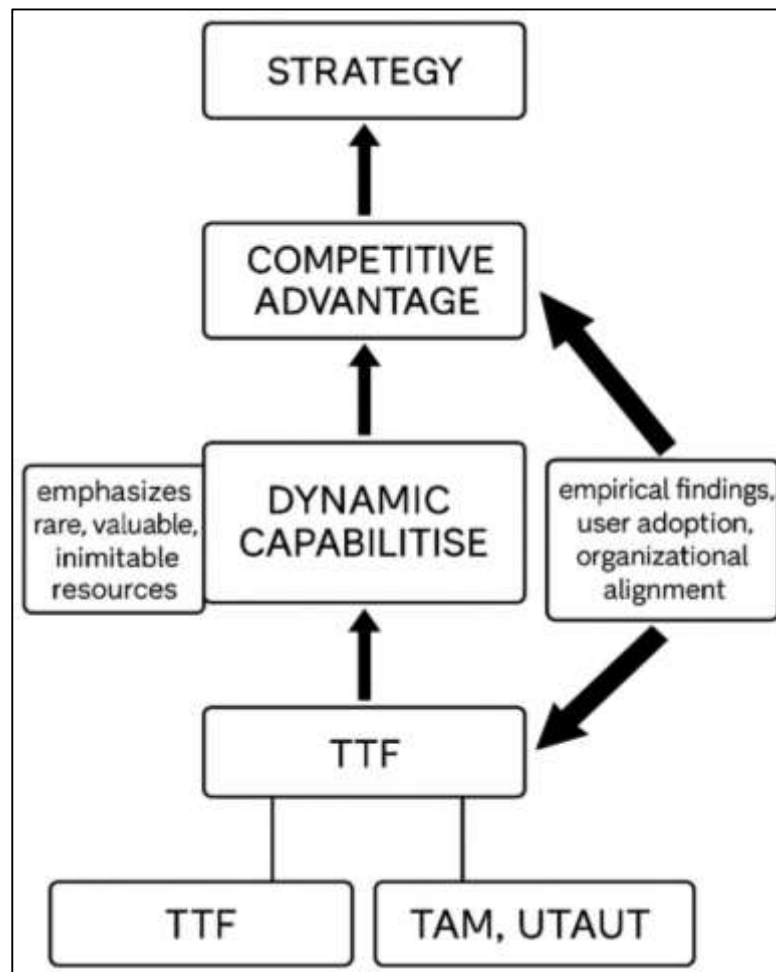 STRATEGY
COMPETITIVE
ADVANTAGE
emphasizes
rare, valuable,
inimitable
resources
DYNAMIC
CAPABILITISE
empirical findings,
user adoption,
organizational
alignment
TTF
TTF
TAM, UTAUT